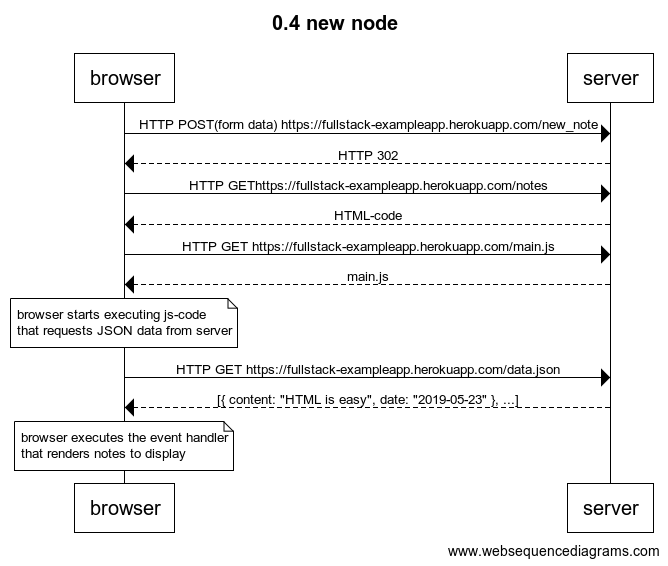 0.4 new node
browser server
HTTP POST(form data) https://fullstack-exampleapp.herokuapp.com/new_note
HTTP 302
HTTP GEThttps://fullstack-exampleapp.herokuapp.com/notes
HTML-code
HTTP GET https://fullstack-exampleapp.herokuapp.com/main.js
main.js
browser starts executing js-code
that requests JSON data from server
HTTP GET https://fullstack-exampleapp.herokuapp.com/data.json
[{ content: "HTML is easy", date: "2019-05-23" }, ...]
browser executes the event handler
that renders notes to display
browser server
www.websequencediagrams.com